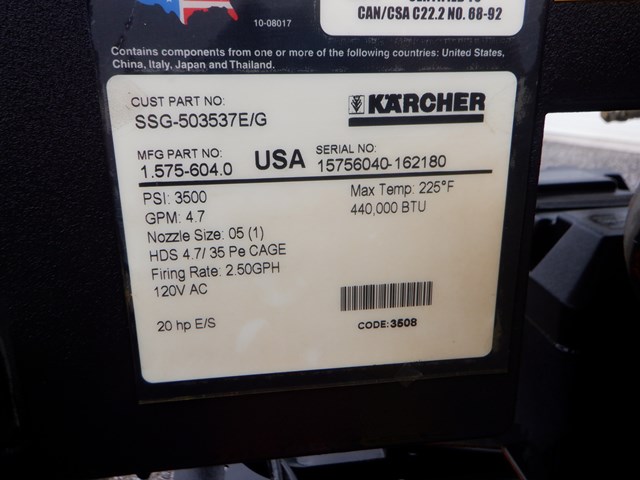 CAN/CSA C22.2 NO. 68-92
10-08017
Contains components from one or more of the following countries: United States,
China, Italy, Japan and Thailand.
CUST PART NO:
SSG-503537E/G
KÄRCHER
MFG PART NO:
1.575-604.0
USA
SERIAL NO:
15756040-162180
PSI: 3500
GPM: 4.7
Nozzle Size: 05 (1)
HDS 4.7/ 35 Pe CAGE
Firing Rate: 2.50GPH
120V AC
20 hp E/S
Max Temp: 225°F
440,000 BTU
CODE:3508